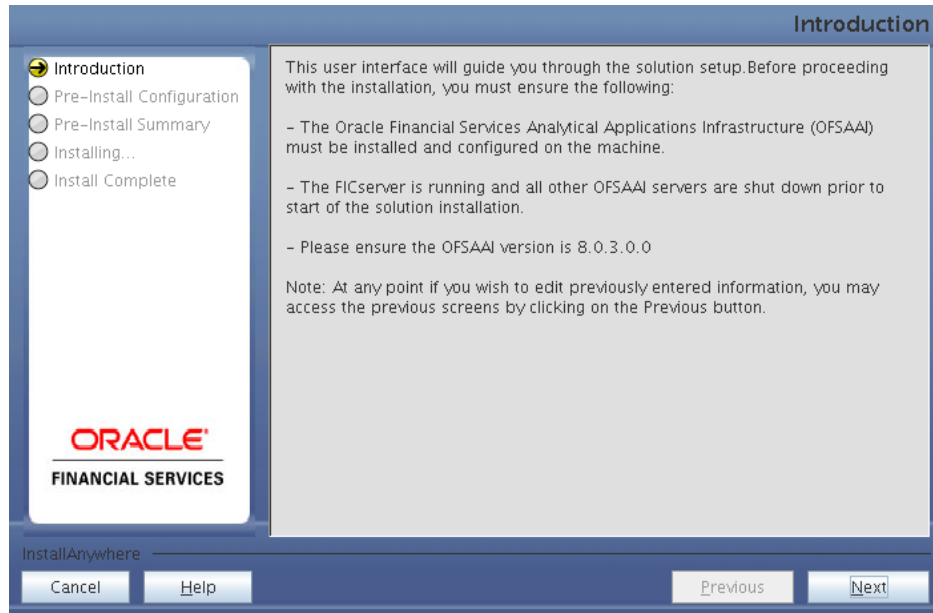 Introduction
Introduction
Pre-Install Configuration
Pre-Install Summary
Installing...
Install Complete
ORACLE'
FINANCIAL SERVICES
This user interface will guide you through the solution setup.Before proceeding
with the installation, you must ensure the following:
- The Oracle Financial Services Analytical Applications Infrastructure (OFSAAI)
must be installed and configured on the machine.
- The FICserver is running and all other OFSAAI servers are shut down prior to
start of the solution installation.
- Please ensure the OFSAAI version is 8.0.3.0.0
Note: At any point if you wish to edit previously entered information, you may
access the previous screens by clicking on the Previous button.
InstallAnywhere
Cancel
Help
Previous
Next